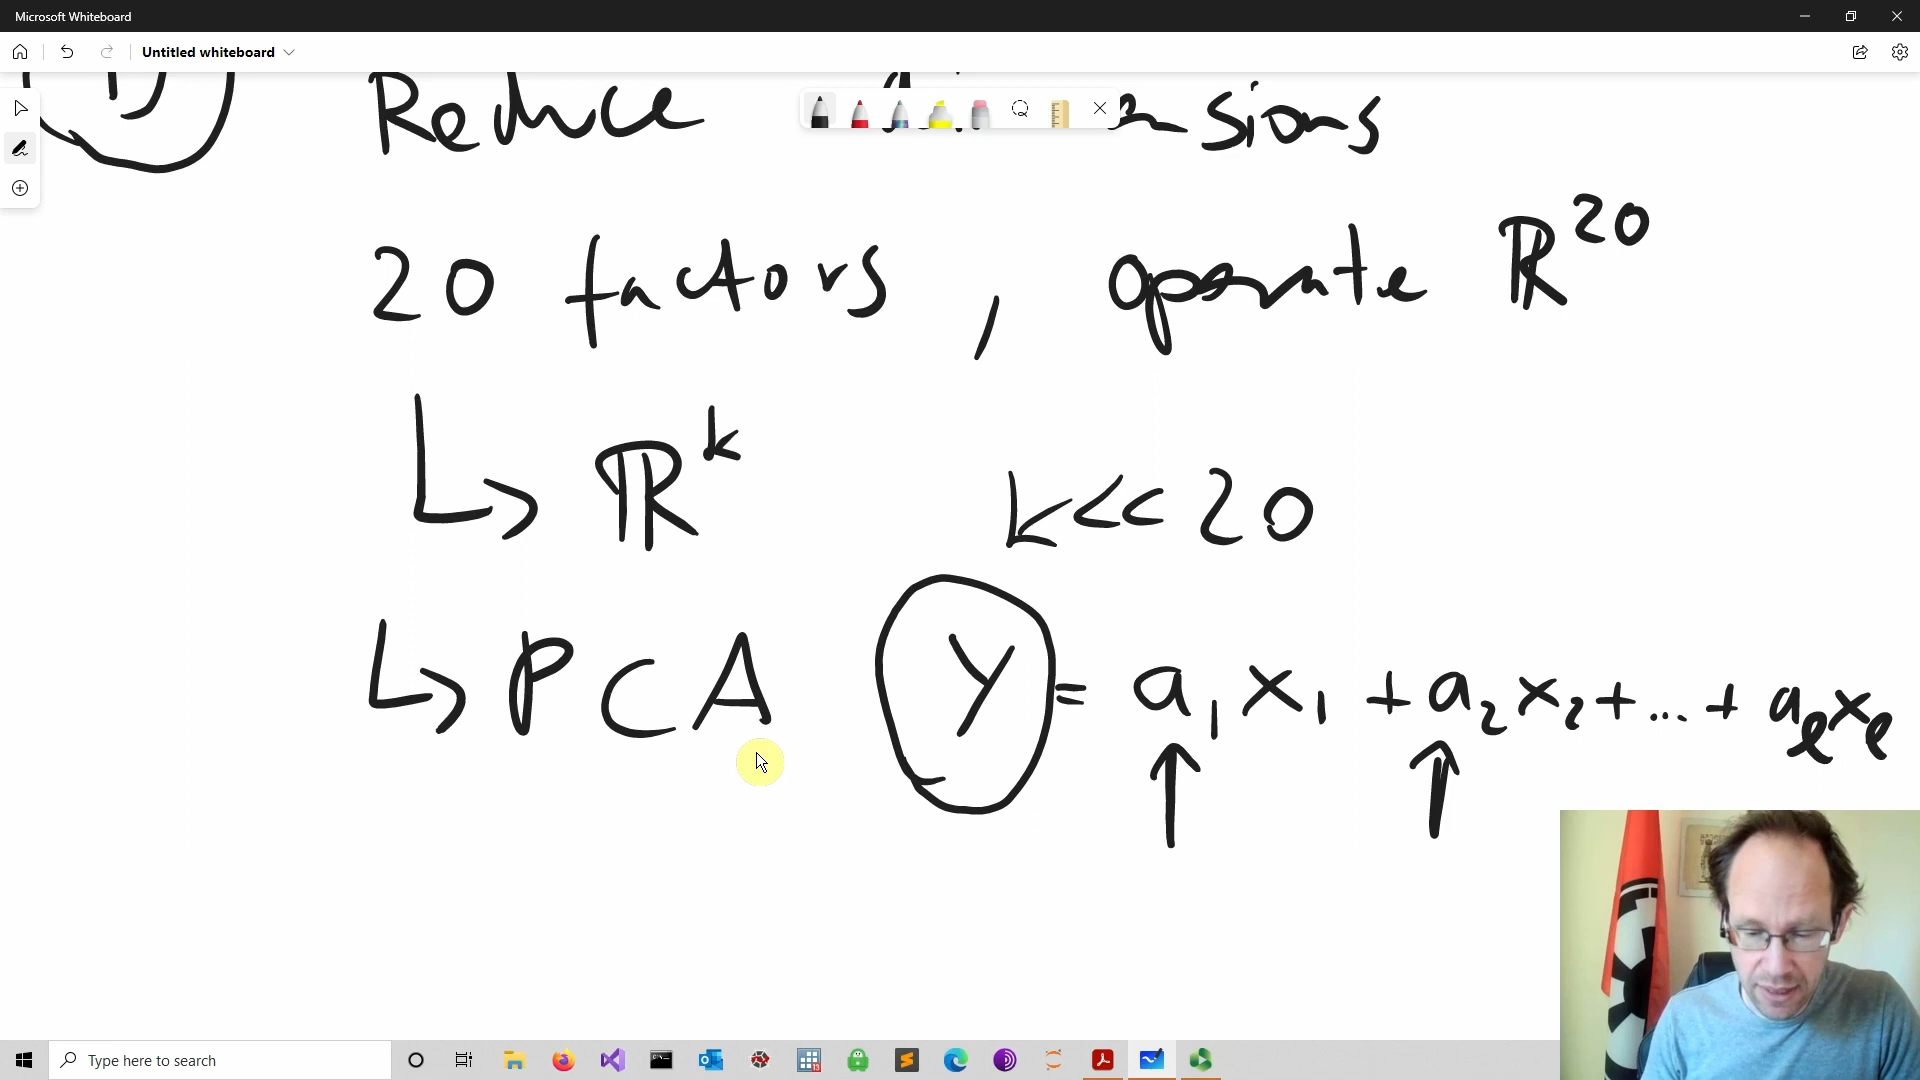 Microsoft Whiteboard
Untitled whiteboard
Reduce
20 factors, operate ℝ²⁰
↳ ℝᵏ k<<20
↳ PCA Y = a₁x₁ + a₂x₂ + ... + aₗxₗ
Type here to search